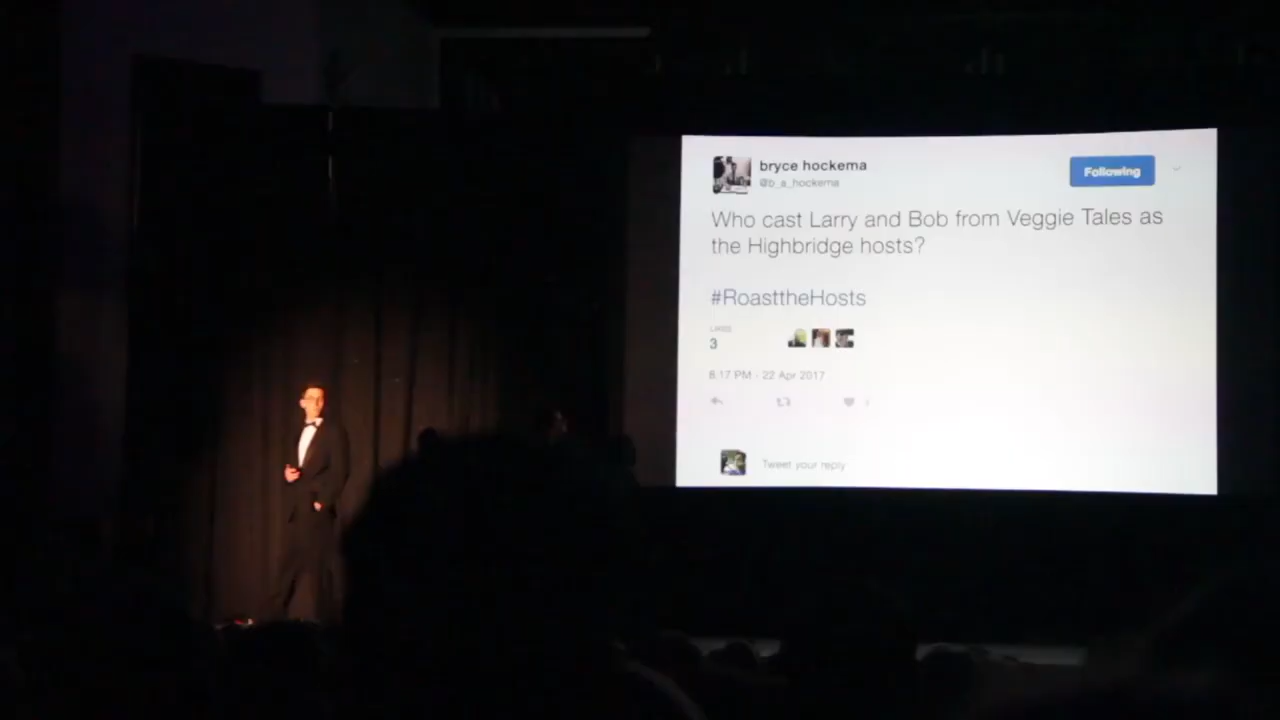 bryce hockema
@b_a_hockema
Following
Who cast Larry and Bob from Veggie Tales as
the Highbridge hosts?
#RoasttheHosts
LIKES
3
8:17 PM - 22 Apr 2017
Tweet your reply